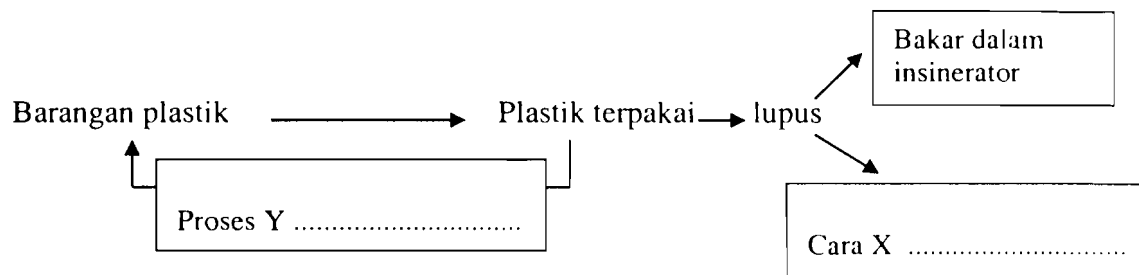 Bakar dalam
insinerator
Barangan plastik
Plastik terpakai
lupus
Proses Y ................................
Cara X ...............................